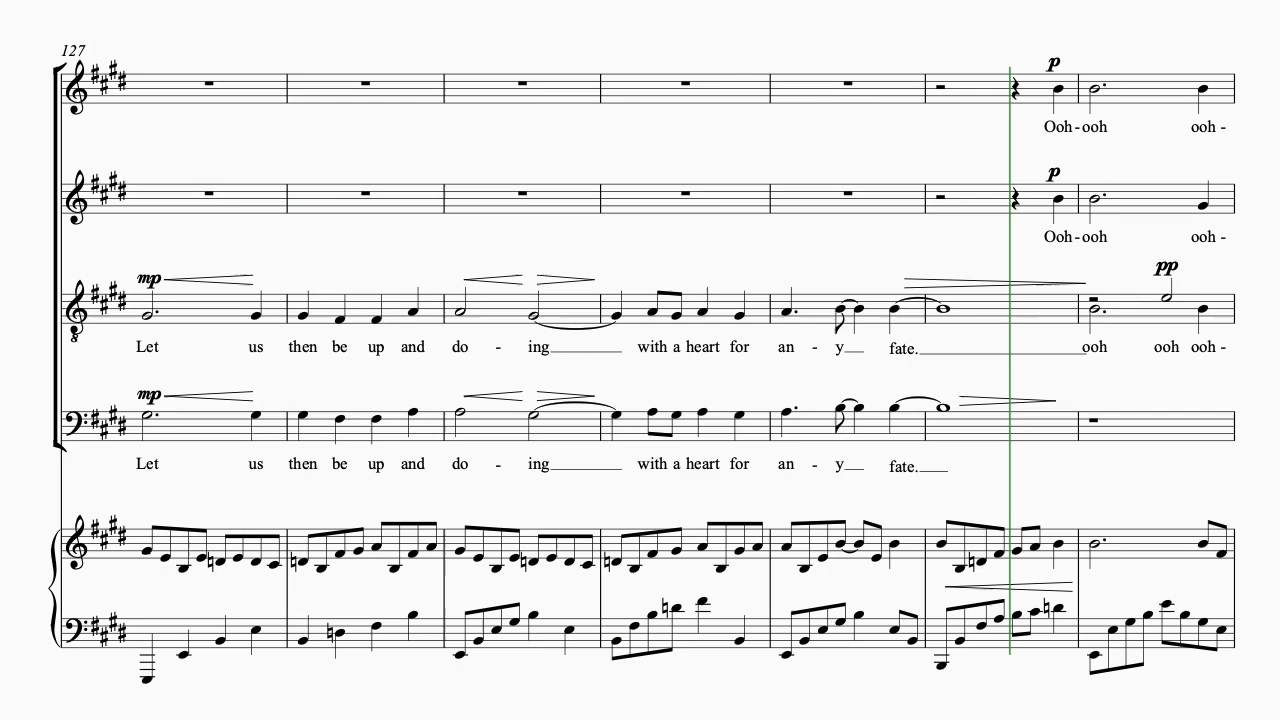 127
p
Ooh-ooh ooh-
p
Ooh-ooh ooh-
mp pp
Let us then be up and do - ing with a heart for an - y fate. ooh ooh ooh-
mp
Let us then be up and do - ing with a heart for an - y fate.